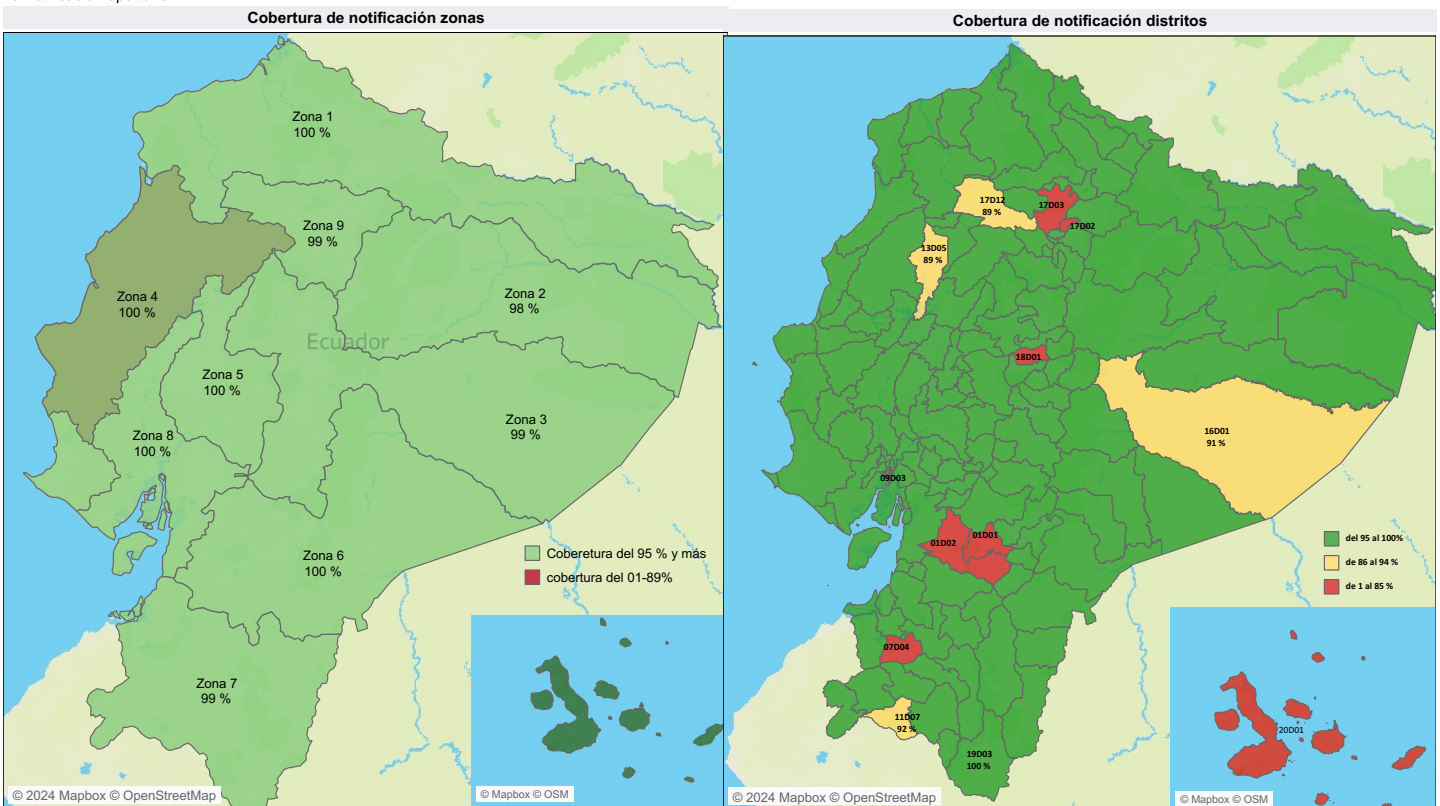 Cobertura de notificación zonas
Zona 1
100 %
Zona 9
99 %
Zona 4
100 %
Zona 2
98 %
Ecuador
Zona 5
100 %
Zona 3
99 %
Zona 8
100 %
Zona 6
100 %
Zona 7
99 %
Coberetura del 95 % y más
cobertura del 01-89%
© 2024 Mapbox © OpenStreetMap
© Mapbox © OSM
Cobertura de notificación distritos
17D12
89 %
17D03
17D02
13D05
89 %
18D01
16D01
91 %
09D03
01D02
01D01
07D04
11D07
92 %
19D03
100 %
del 95 al 100%
de 86 al 94 %
de 1 al 85 %
20D01
© 2024 Mapbox © OpenStreetMap
© Mapbox © OSM